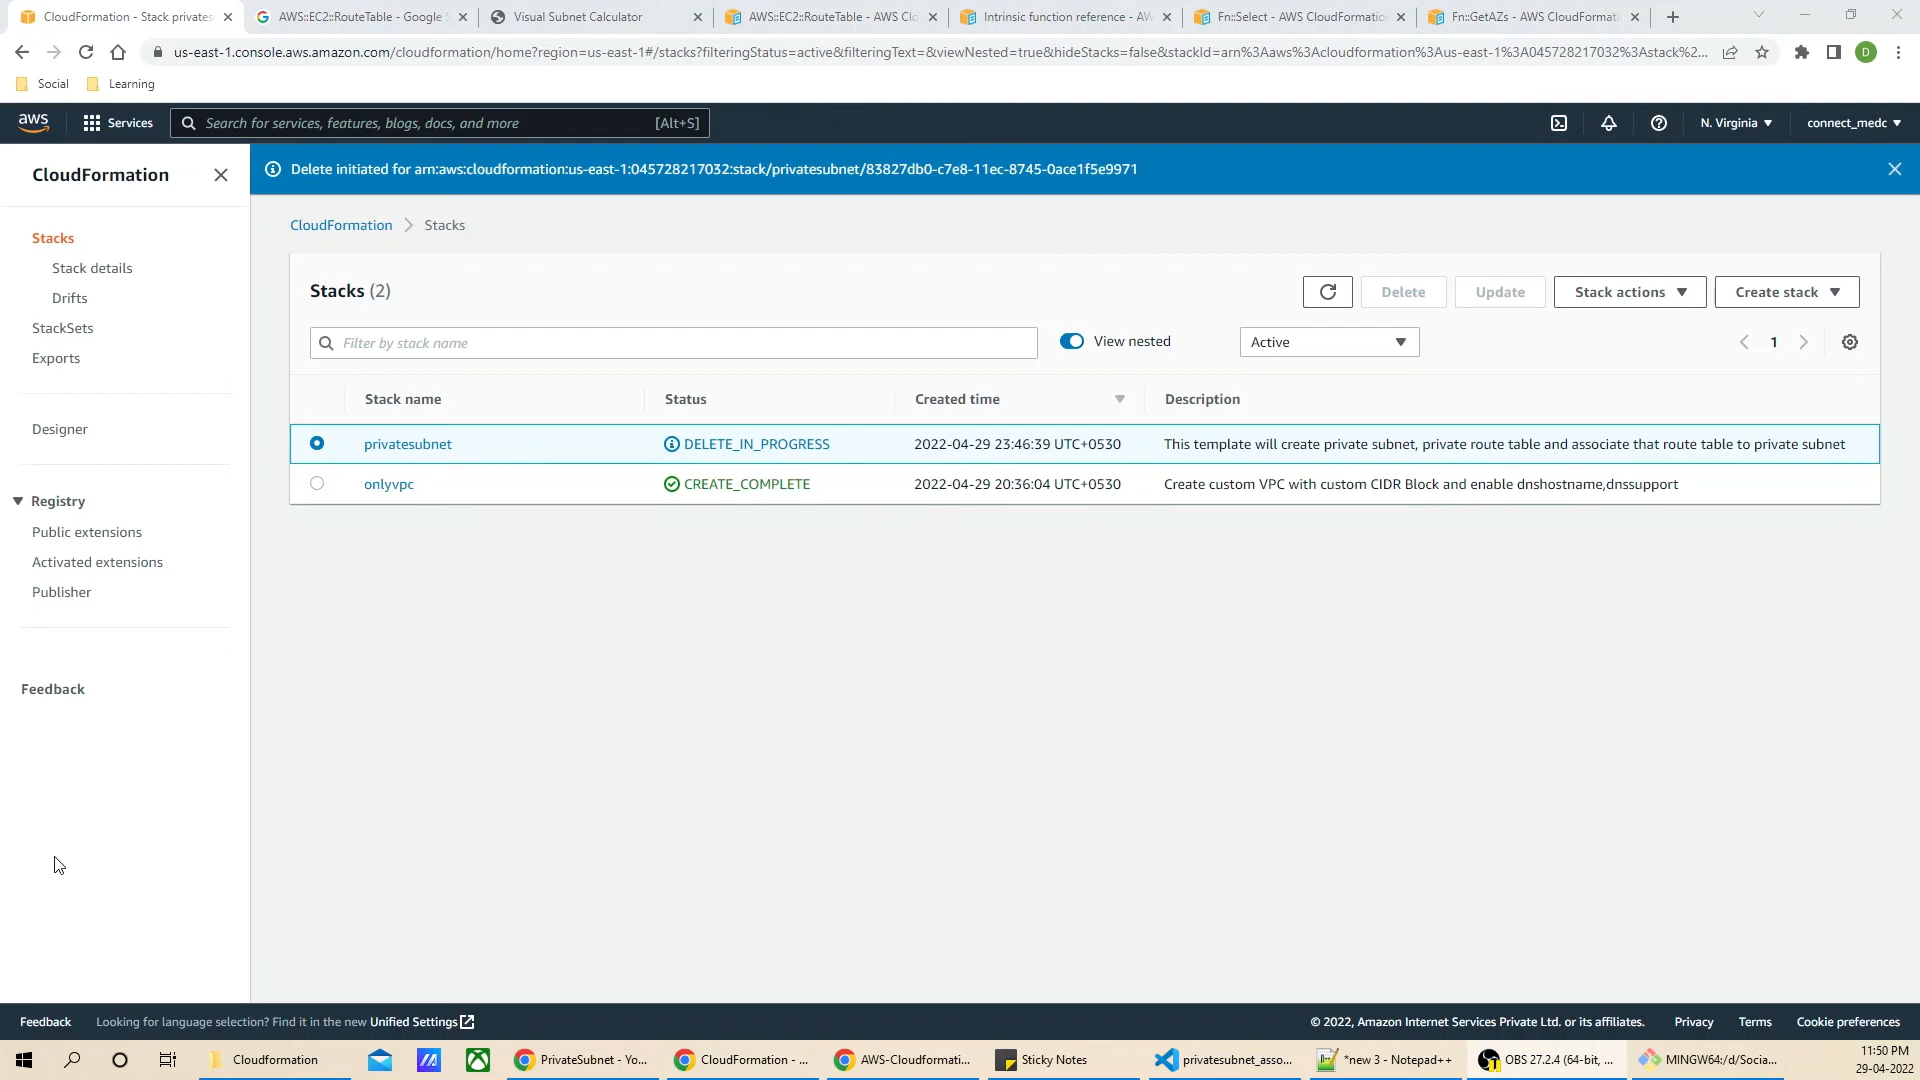 CloudFormation - Stack privates
AWS::EC2::RouteTable - Google S
Visual Subnet Calculator
AWS::EC2::RouteTable - AWS Clo
Intrinsic function reference - AW
Fn::Select - AWS CloudFormatio
Fn::GetAZs - AWS CloudFormati
us-east-1.console.aws.amazon.com/cloudformation/home?region=us-east-1#/stacks?filteringStatus=active&filteringText=&viewNested=true&hideStacks=false&stackId=arn%3Aaws%3Acloudformation%3Aus-east-1%3A045728217032%3Astack%2...
D
Social
Learning
aws
Services
Search for services, features, blogs, docs, and more
[Alt+S]
N. Virginia
connect_medc
CloudFormation
Delete initiated for arn:aws:cloudformation:us-east-1:045728217032:stack/privatesubnet/83827db0-c7e8-11ec-8745-0ace1f5e9971
CloudFormation
Stacks
Stacks
Stack details
Drifts
StackSets
Exports
Designer
Registry
Public extensions
Activated extensions
Publisher
Feedback
Stacks (2)
Delete
Update
Stack actions
Create stack
Filter by stack name
View nested
Active
1
Stack name
Status
Created time
Description
privatesubnet
DELETE_IN_PROGRESS
2022-04-29 23:46:39 UTC+0530
This template will create private subnet, private route table and associate that route table to private subnet
onlyvpc
CREATE_COMPLETE
2022-04-29 20:36:04 UTC+0530
Create custom VPC with custom CIDR Block and enable dnshostname,dnssupport
Feedback
Looking for language selection? Find it in the new Unified Settings
© 2022, Amazon Internet Services Private Ltd. or its affiliates.
Privacy
Terms
Cookie preferences
Cloudformation
PrivateSubnet - Yo...
CloudFormation - ...
AWS-Cloudformati...
Sticky Notes
privatesubnet_asso...
*new 3 - Notepad++
OBS 27.2.4 (64-bit, ...
MINGW64:/d/Socia...
11:50 PM
29-04-2022